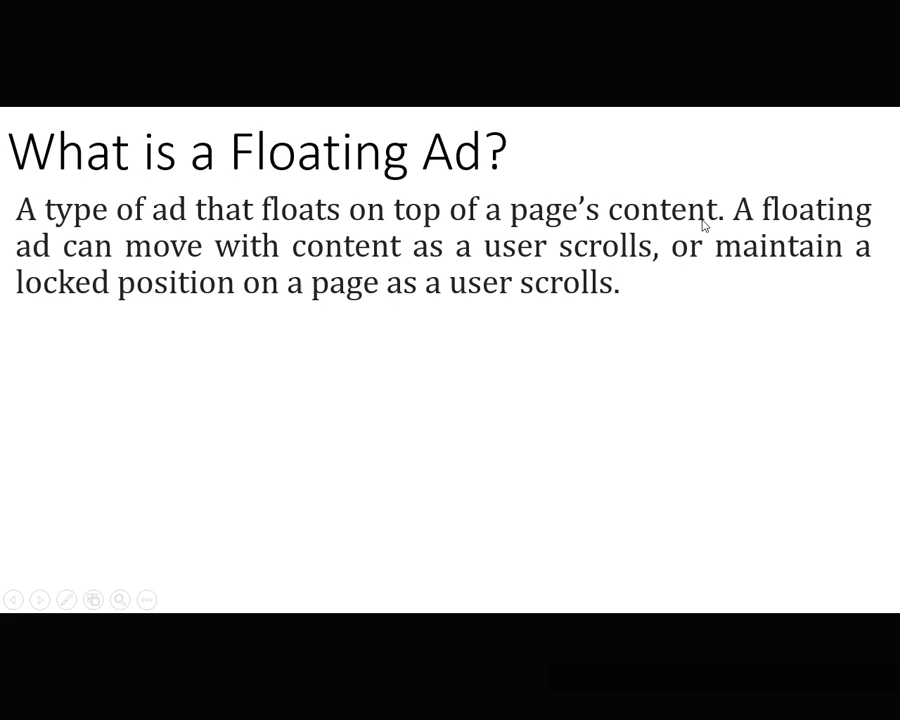 What is a Floating Ad?
A type of ad that floats on top of a page’s content. A floating
ad can move with content as a user scrolls, or maintain a
locked position on a page as a user scrolls.